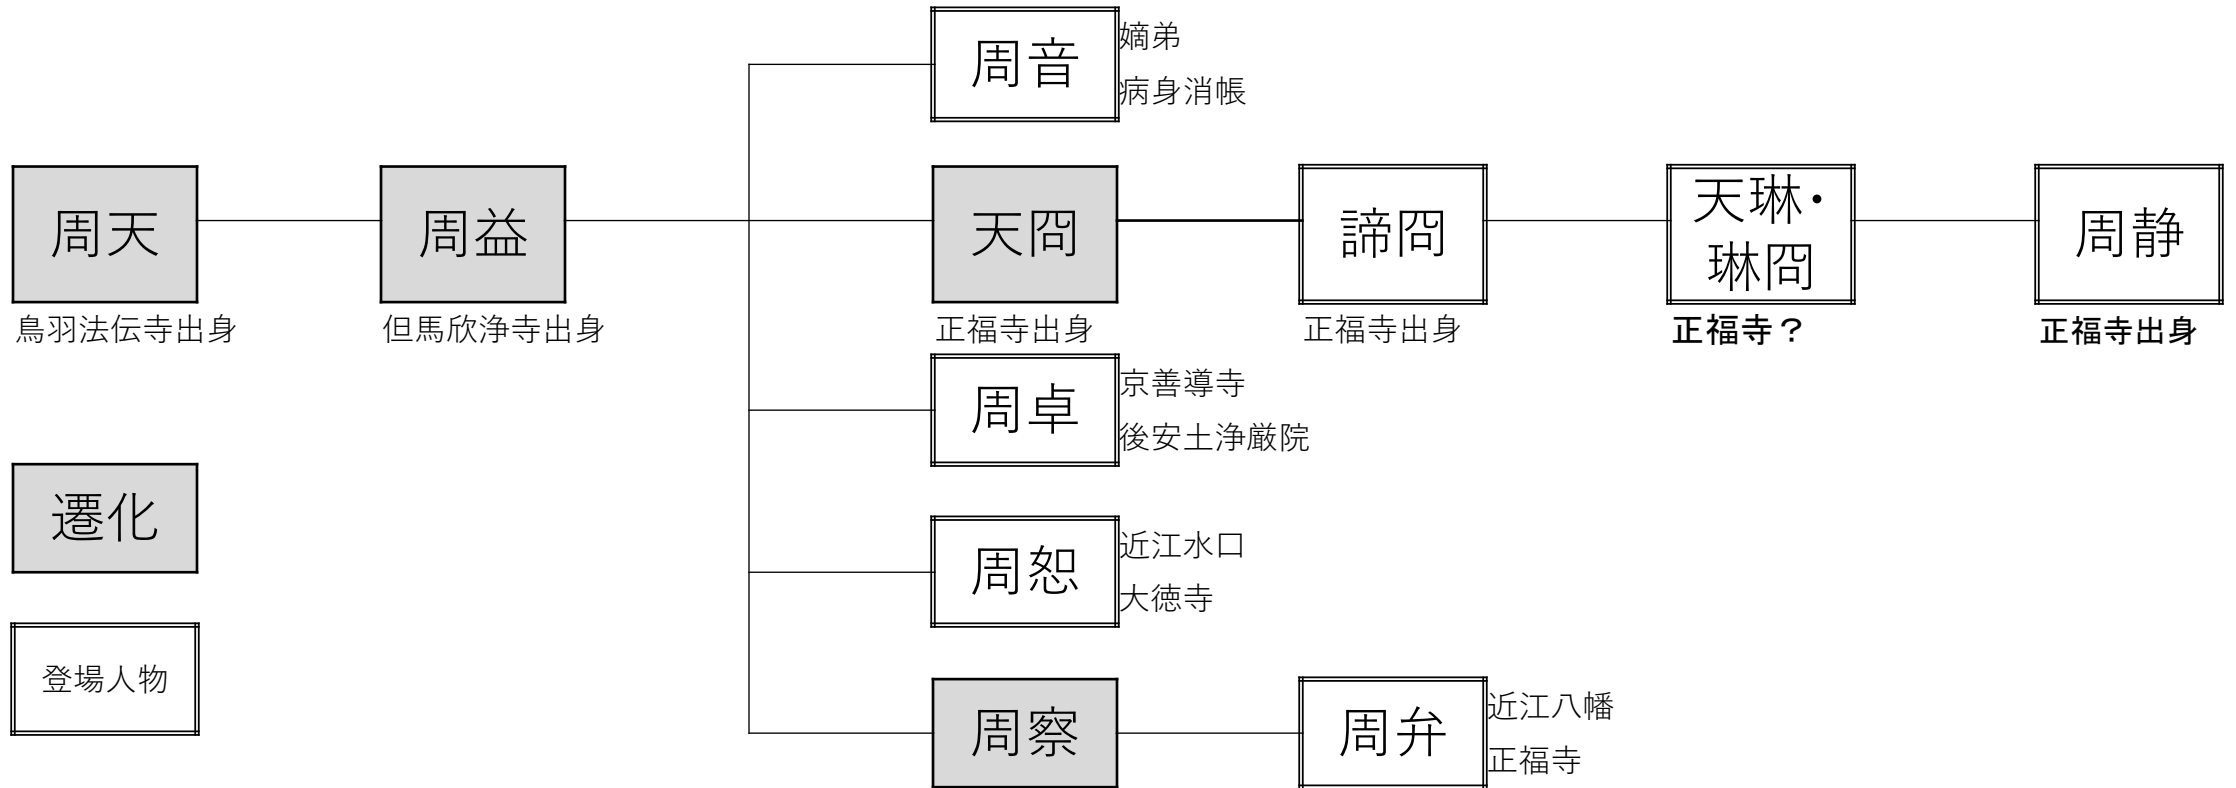 周音
嫡弟
病身消帳
周天
鳥羽法伝寺出身
周益
但馬欣浄寺出身
天冏
正福寺出身
諦冏
正福寺出身
天琳・
琳冏
正福寺？
周静
正福寺出身
周卓
京善導寺
後安土浄厳院
遷化
周恕
近江水口
大徳寺
登場人物
周察
周弁
近江八幡
正福寺